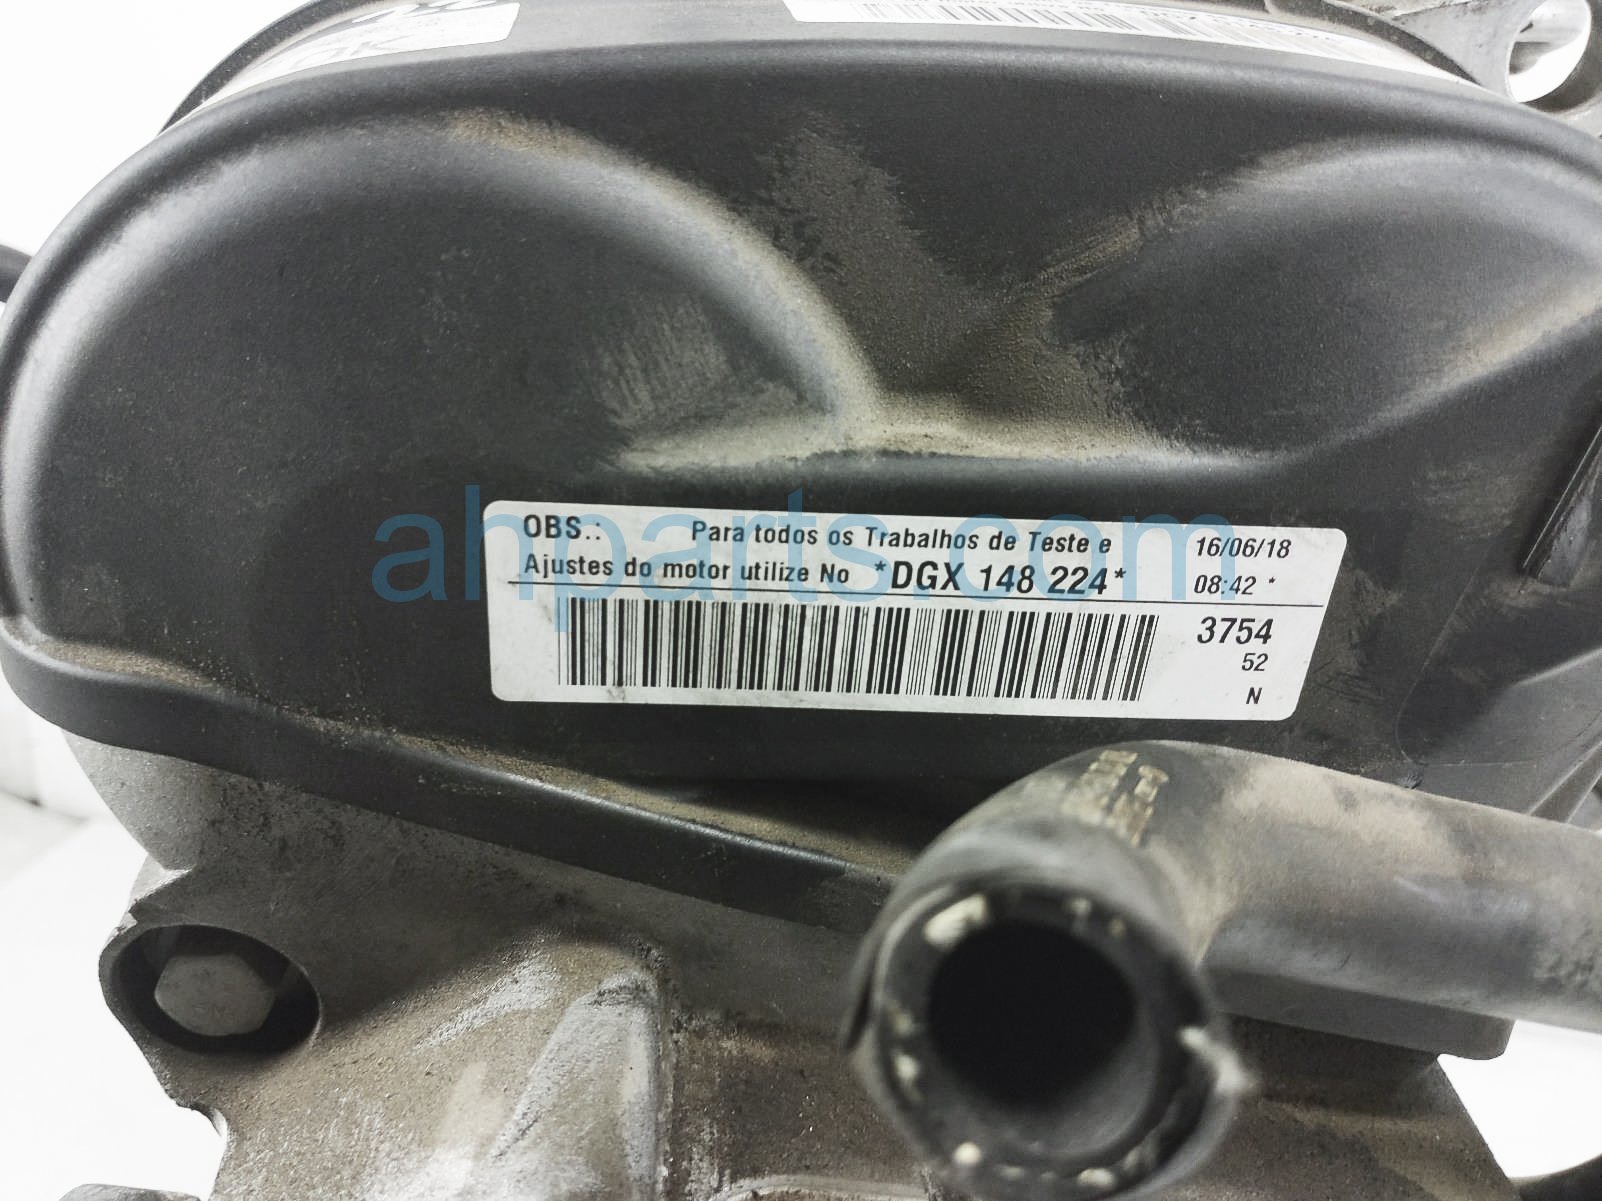 OBS.: Para todos os Trabalhos de Teste e 16/06/18
Ajustes do motor utilize No *DGX 148 224* 08:42 *
3754
52
N
ahparts.com